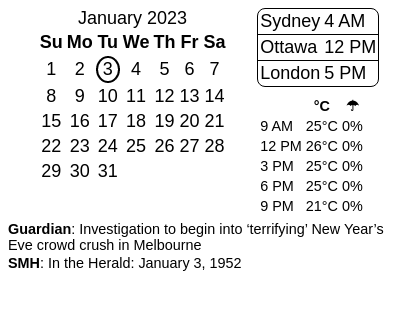 January 2023
Su Mo Tu We Th Fr Sa
1 2 3 4 5 6 7
8 9 10 11 12 13 14
15 16 17 18 19 20 21
22 23 24 25 26 27 28
29 30 31
Sydney 4 AM
Ottawa 12 PM
London 5 PM
°C ☂
9 AM 25°C 0%
12 PM 26°C 0%
3 PM 25°C 0%
6 PM 25°C 0%
9 PM 21°C 0%
Guardian: Investigation to begin into ‘terrifying’ New Year’s
Eve crowd crush in Melbourne
SMH: In the Herald: January 3, 1952